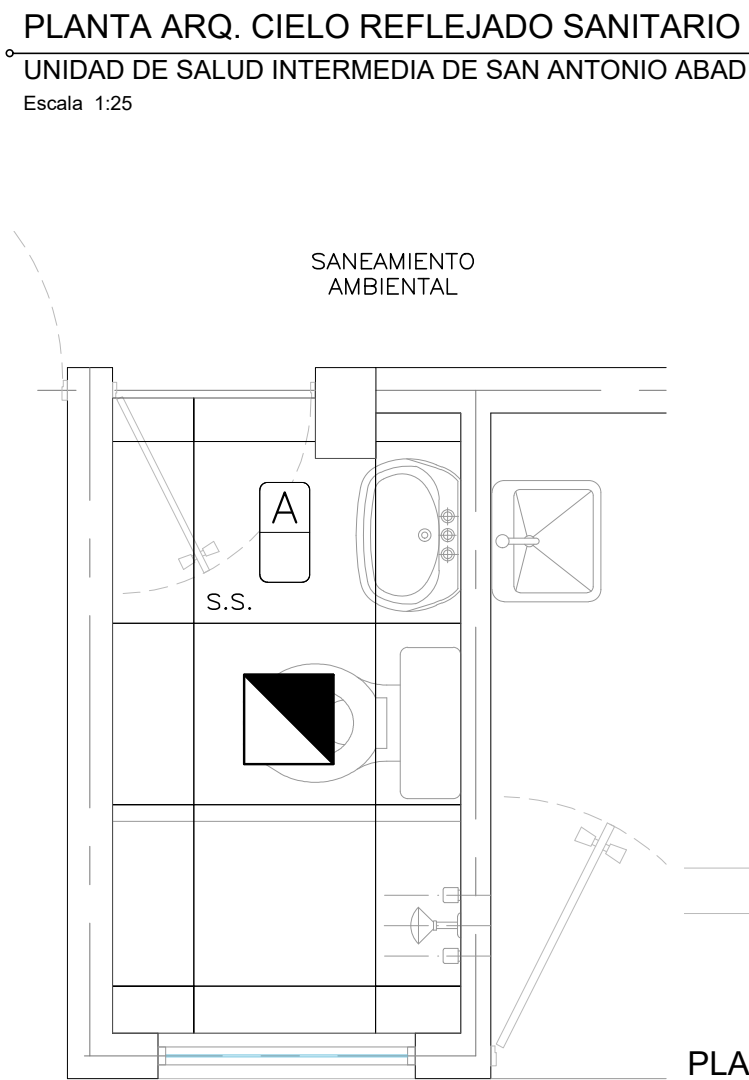 PLANTA ARQ. CIELO REFLEJADO SANITARIO
UNIDAD DE SALUD INTERMEDIA DE SAN ANTONIO ABAD
Escala 1:25
SANEAMIENTO
AMBIENTAL
A
S.S.
PLA